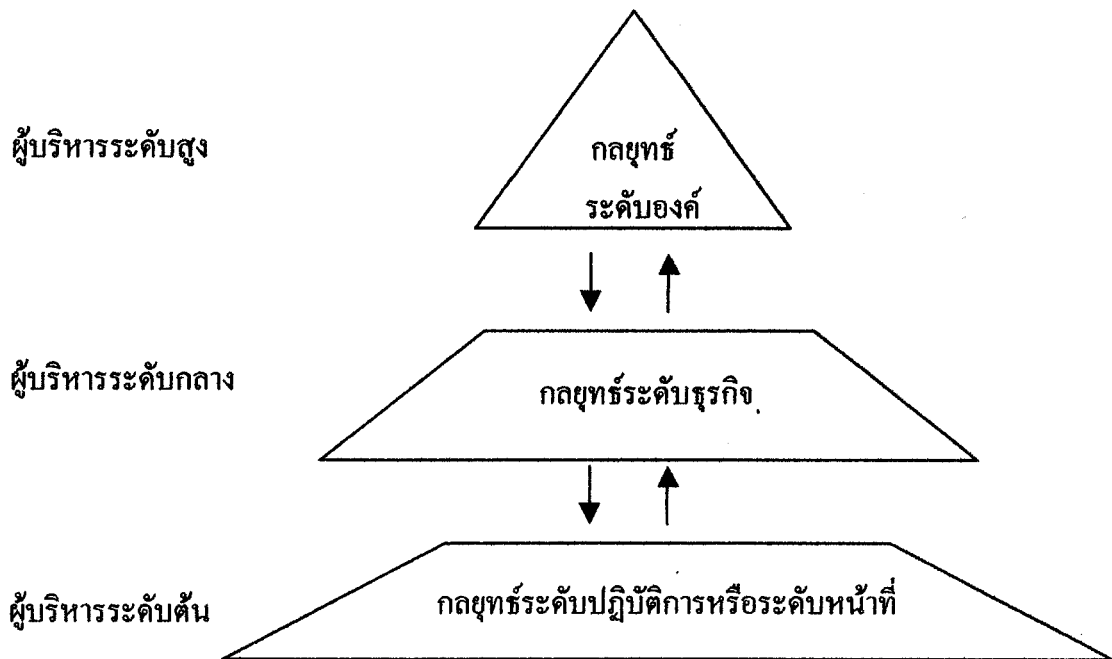 ผู้บริหารระดับสูง
กลยุทธ์
ระดับองค์
ผู้บริหารระดับกลาง
กลยุทธ์ระดับธุรกิจ
ผู้บริหารระดับต้น
กลยุทธ์ระดับปฏิบัติการหรือระดับหน้าที่